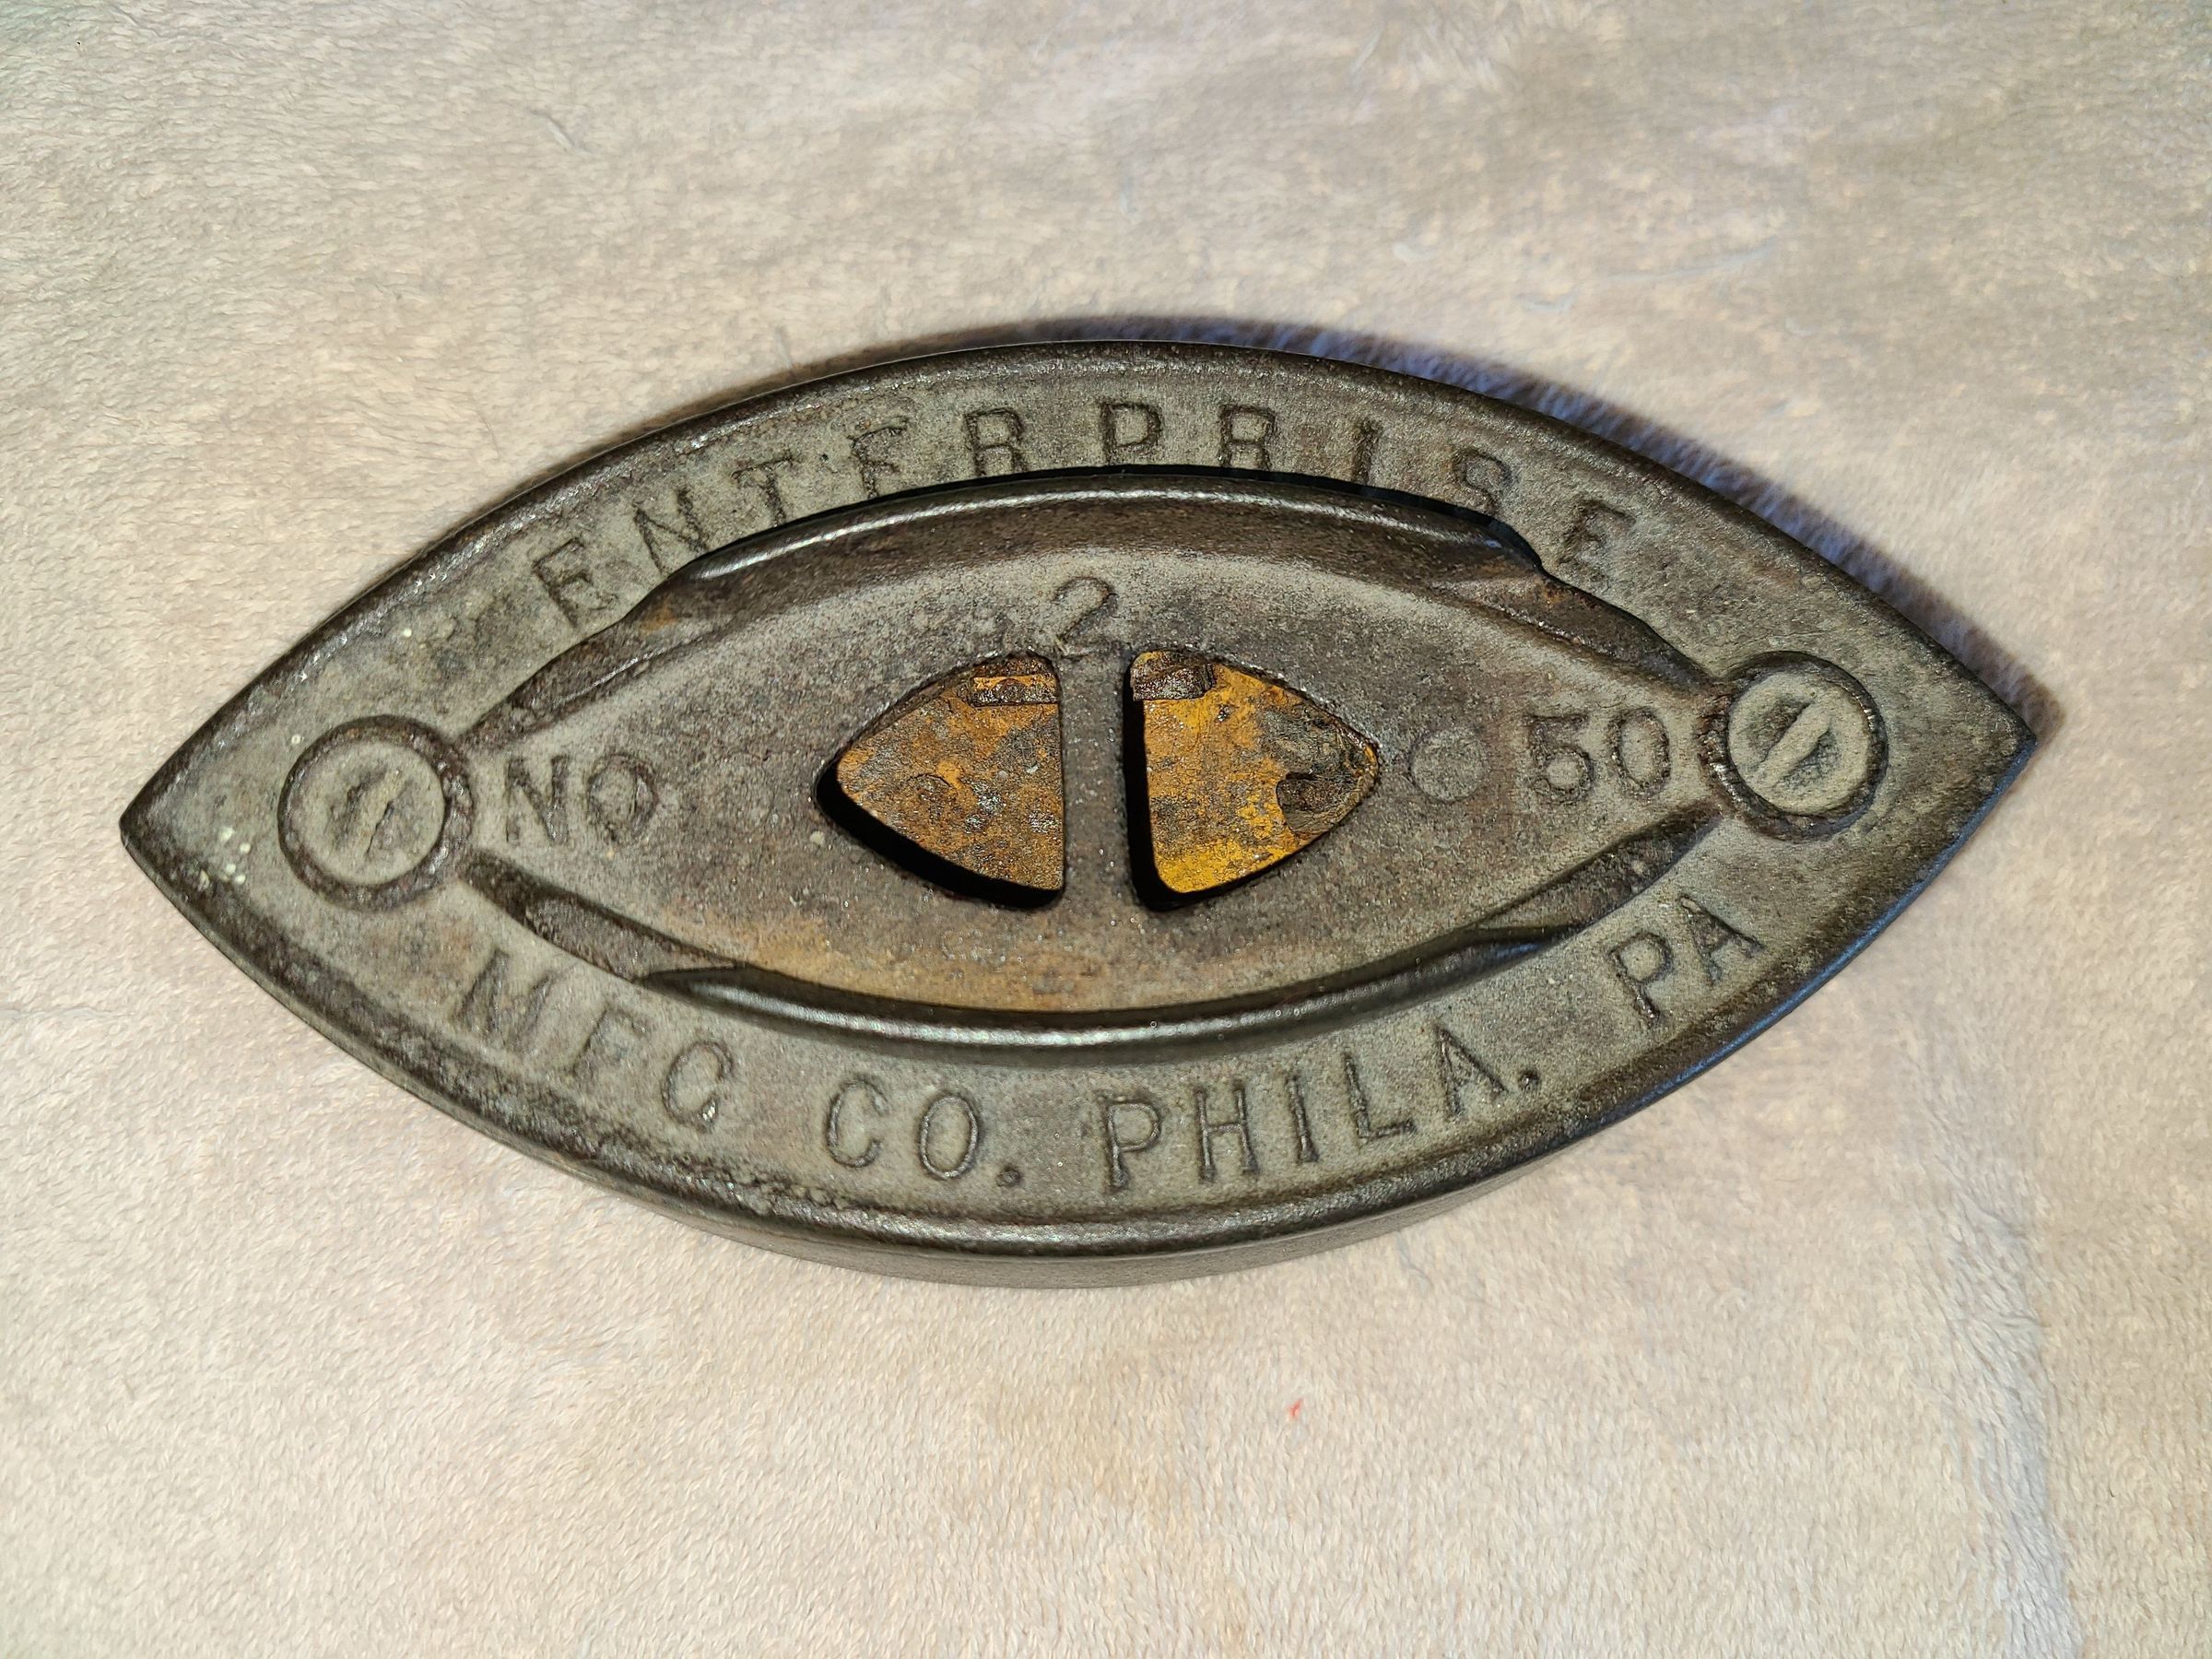 ENTERPRISE
2
NO 50
MFG CO. PHILA. PA